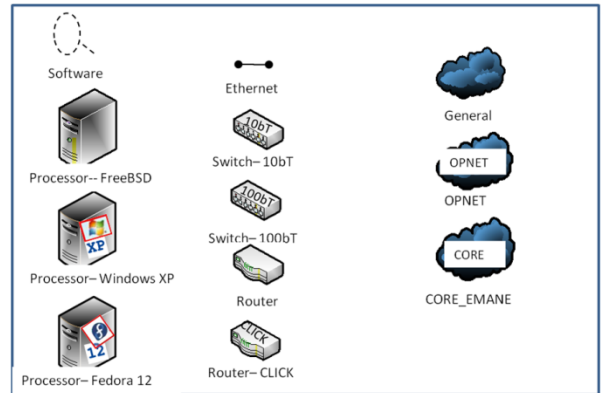 Software
Processor-- FreeBSD
XP
Processor– Windows XP
12
Processor– Fedora 12
Ethernet
10bT
Switch– 10bT
100bT
Switch– 100bT
Router
CLICK
Router– CLICK
General
OPNET
OPNET
CORE
CORE_EMANE